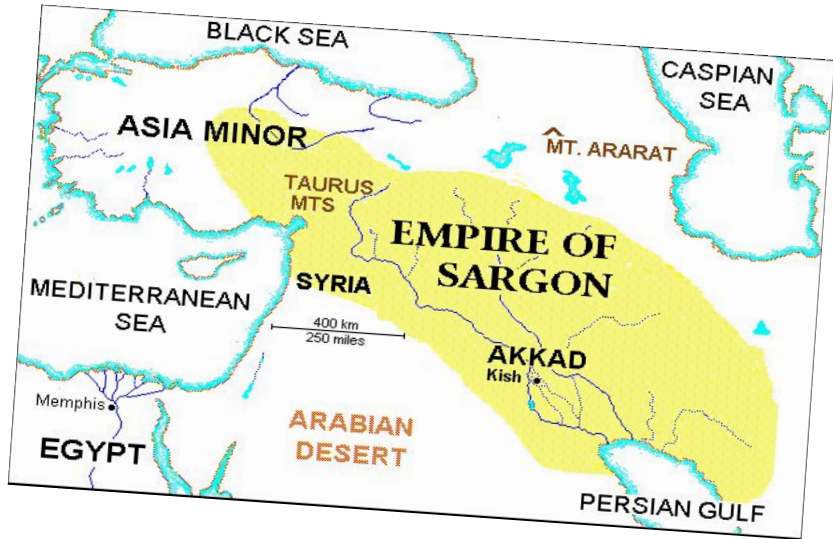 BLACK SEA
CASPIAN
SEA
ASIA MINOR
MT. ARARAT
TAURUS
MTS
EMPIRE OF
SARGON
SYRIA
MEDITERRANEAN
SEA
400 km
250 miles
AKKAD
Kish
Memphis
ARABIAN
DESERT
EGYPT
PERSIAN GULF